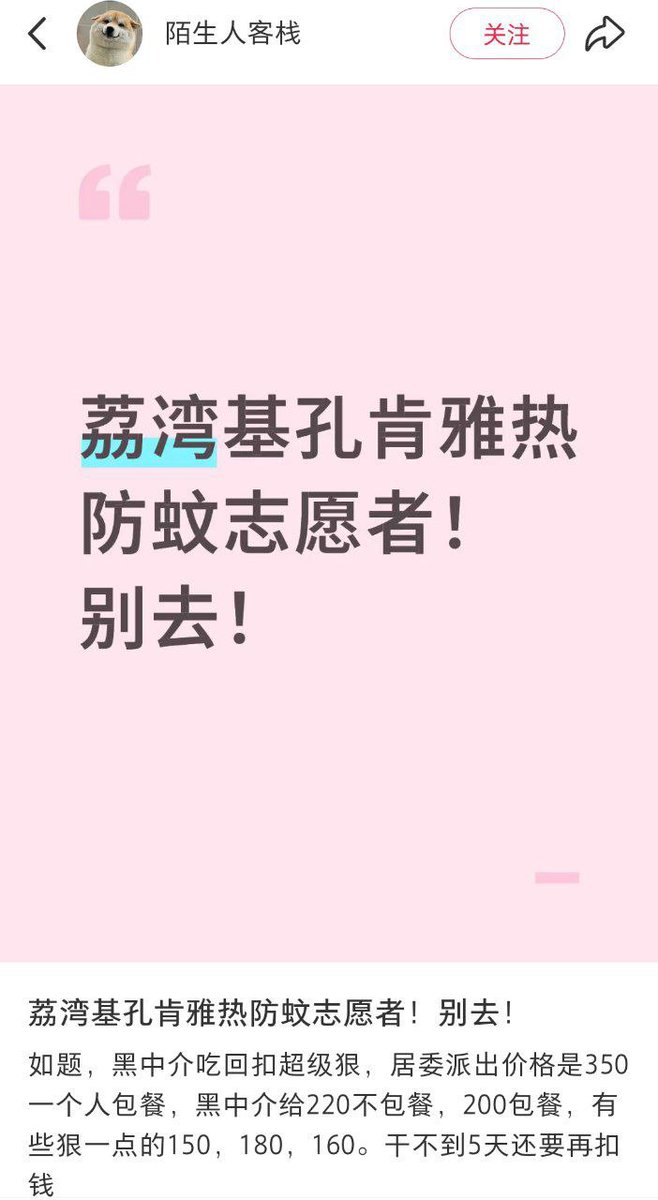 陌生人客栈
关注
荔湾基孔肯雅热
防蚊志愿者！
别去！
荔湾基孔肯雅热防蚊志愿者！别去！
如题，黑中介吃回扣超级狠，居委派出价格是350
一个人包餐，黑中介给220不包餐，200包餐，有
些狠一点的150，180，160。干不到5天还要再扣
钱